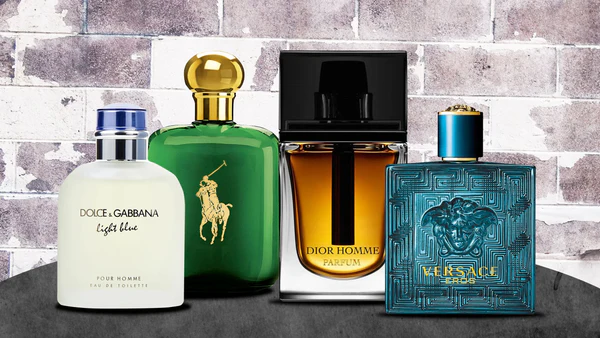 DOLCE & GABBANA
light blue
POUR HOMME
EAU DE TOILETTE
DIOR HOMME
PARFUM
VERSACE
EROS